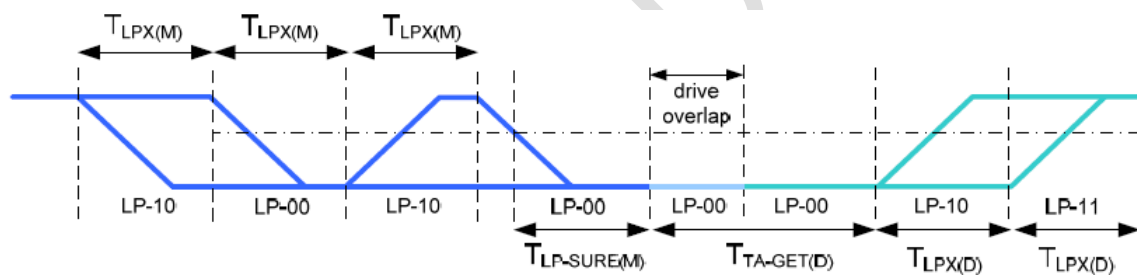 TLPX(M) TLPX(M) TLPX(M)
drive
overlap
LP-10 LP-00 LP-10 LP-00 LP-00 LP-00 LP-10 LP-11
TLP-SURE(M) TTA-GET(D) TLPX(D) TLPX(D)